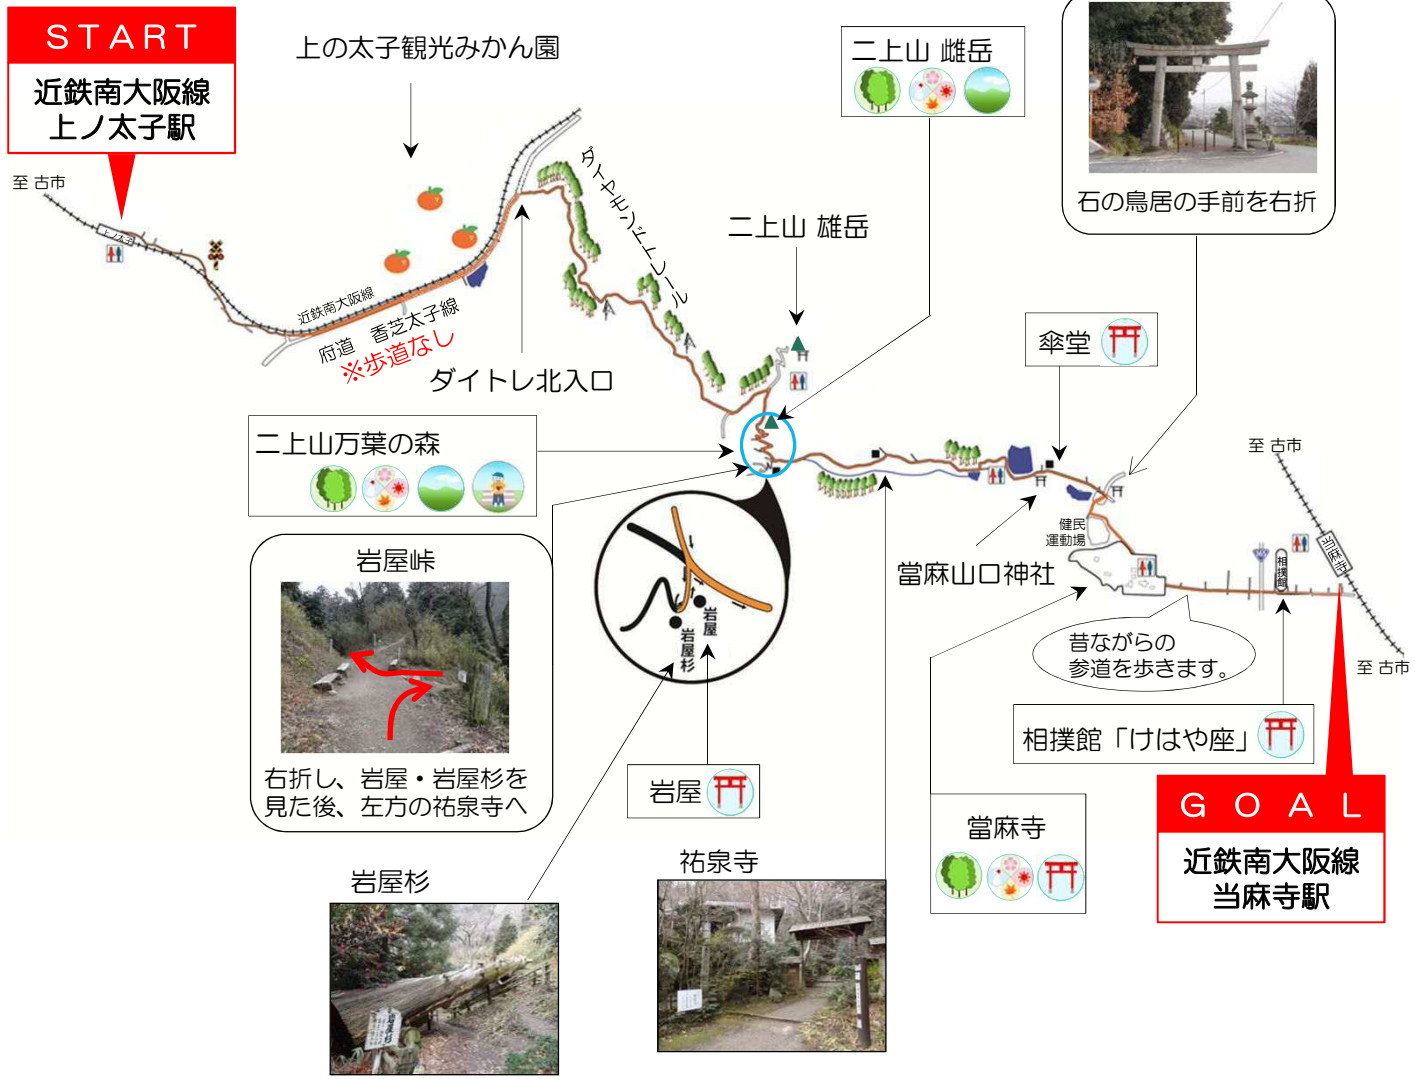 START
近鉄南大阪線
上ノ太子駅
至 古市
上ノ太子
上の太子観光みかん園
近鉄南大阪線
府道 香芝太子線
※歩道なし
ダイトレ北入口
ダイヤモンドトレール
二上山 雄岳
二上山 雌岳
石の鳥居の手前を右折
傘堂
二上山万葉の森
岩屋峠
右折し、岩屋・岩屋杉を
見た後、左方の祐泉寺へ
岩屋
岩屋杉
岩屋
岩屋杉
岩屋杉
祐泉寺
當麻山口神社
健民
運動場
至 古市
当麻寺
相撲館
昔ながらの
参道を歩きます。
至 古市
相撲館「けはや座」
當麻寺
GOAL
近鉄南大阪線
当麻寺駅